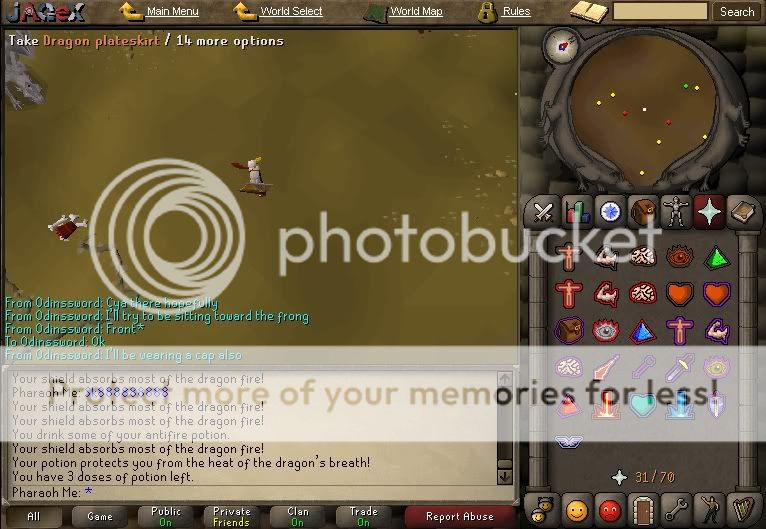 JAGEX
Main Menu
World Select
World Map
Rules
Search
Take Dragon plateskirt / 14 more options
photobucket
From Odinssword: Cya there hopefully
From Odinssword: I'll try to be sitting toward the frong
From Odinssword: Front*
To Odinssword: Ok
From Odinssword: I'll be wearing a cap also
Your shield absorbs most of the dragon fire!
Pharaoh Me:
Protect more of your memories for less!
Your shield absorbs most of the dragon fire!
Your shield absorbs most of the dragon fire!
You drink some of your antifire potion.
Your shield absorbs most of the dragon fire!
Your potion protects you from the heat of the dragon's breath!
You have 3 doses of potion left.
Pharaoh Me: *
31/70
All
Game
Public
On
Private
Friends
Clan
On
Trade
On
Report Abuse